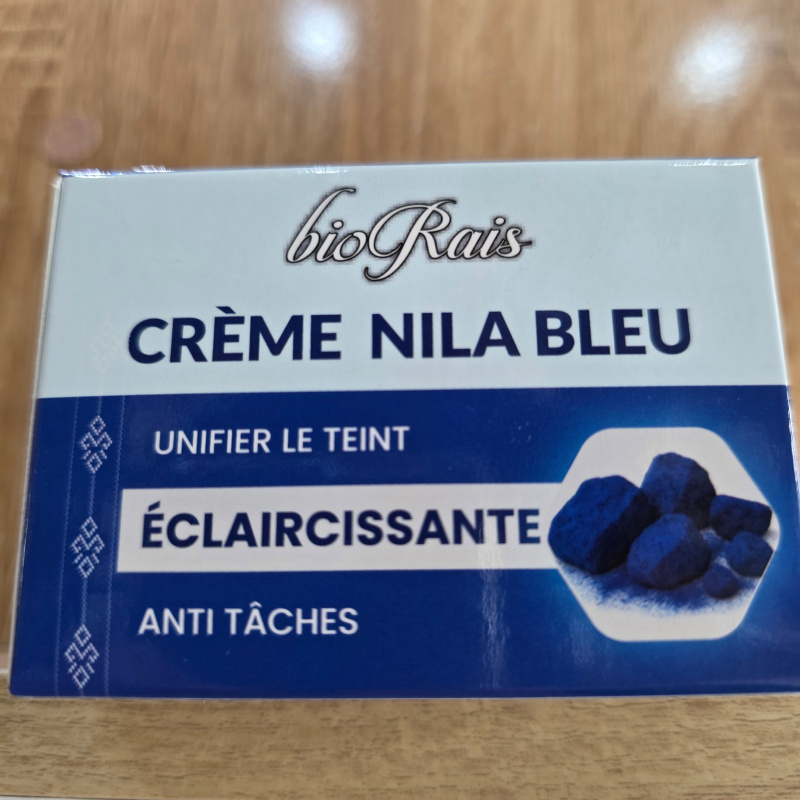 bioRais
CRÈME NILA BLEU
UNIFIER LE TEINT
ÉCLAIRCISSANTE
ANTI TÂCHES